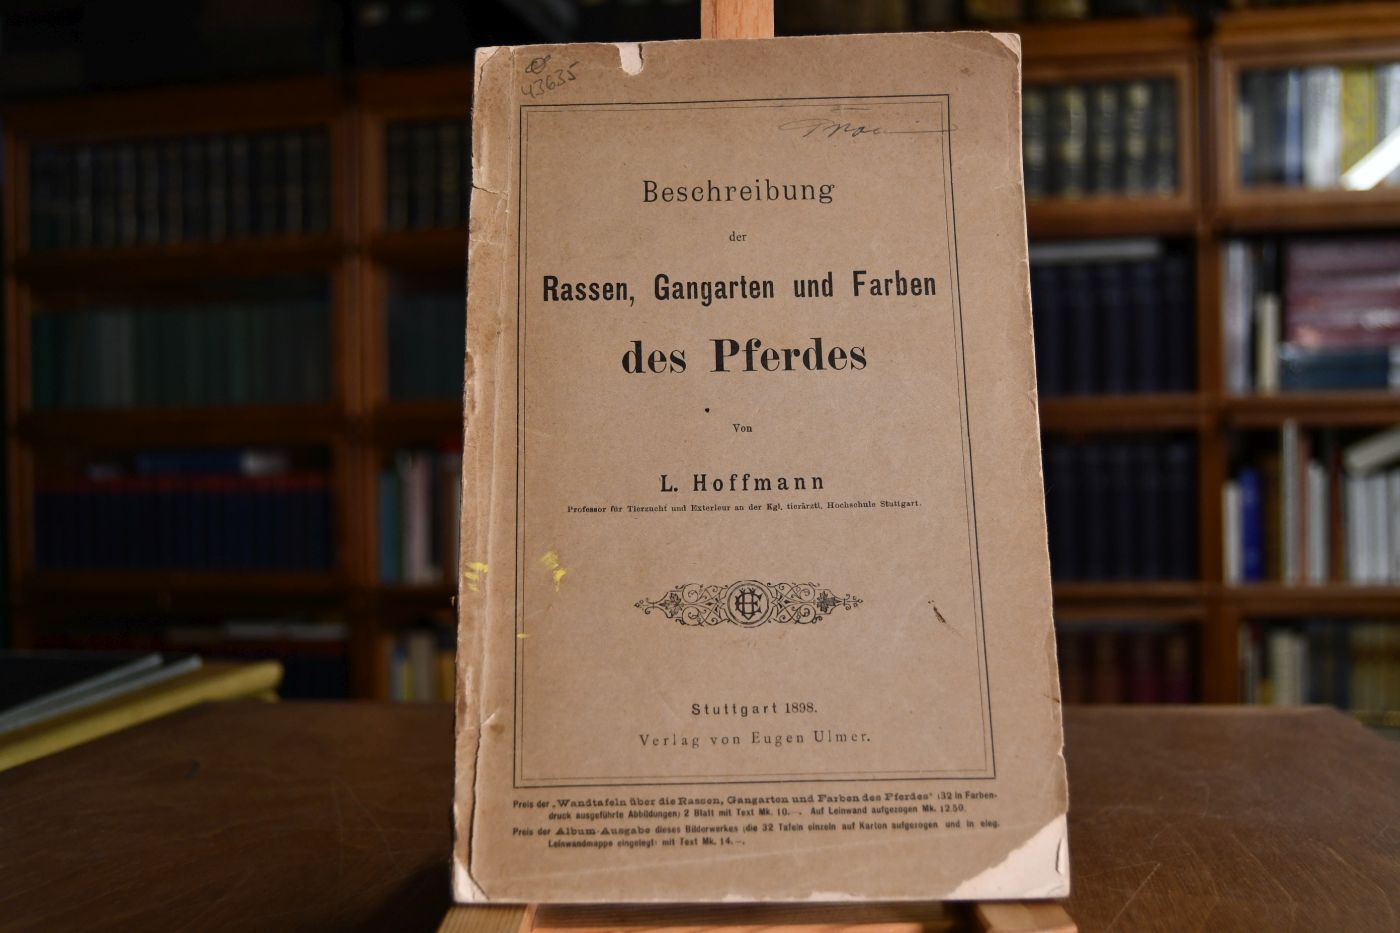 43635
Beschreibung
der
Rassen, Gangarten und Farben
des Pferdes
Von
L. Hoffmann
Professor für Tierzucht und Exterieur an der Kgl. tierärztl. Hochschule Stuttgart.
Stuttgart 1898.
Verlag von Eugen Ulmer.
Preis der „Wandtafeln über die Rassen, Gangarten und Farben des Pferdes" (32 in Farben-
druck ausgeführte Abbildungen) 2 Blatt mit Text Mk. 10.—. Auf Leinwand aufgezogen Mk. 12.50.
Preis der Album-Ausgabe dieses Bilderwerkes (die 32 Tafeln einzeln auf Karton aufgezogen und in eleg.
Leinwandmappe eingelegt) mit Text Mk. 14.—.